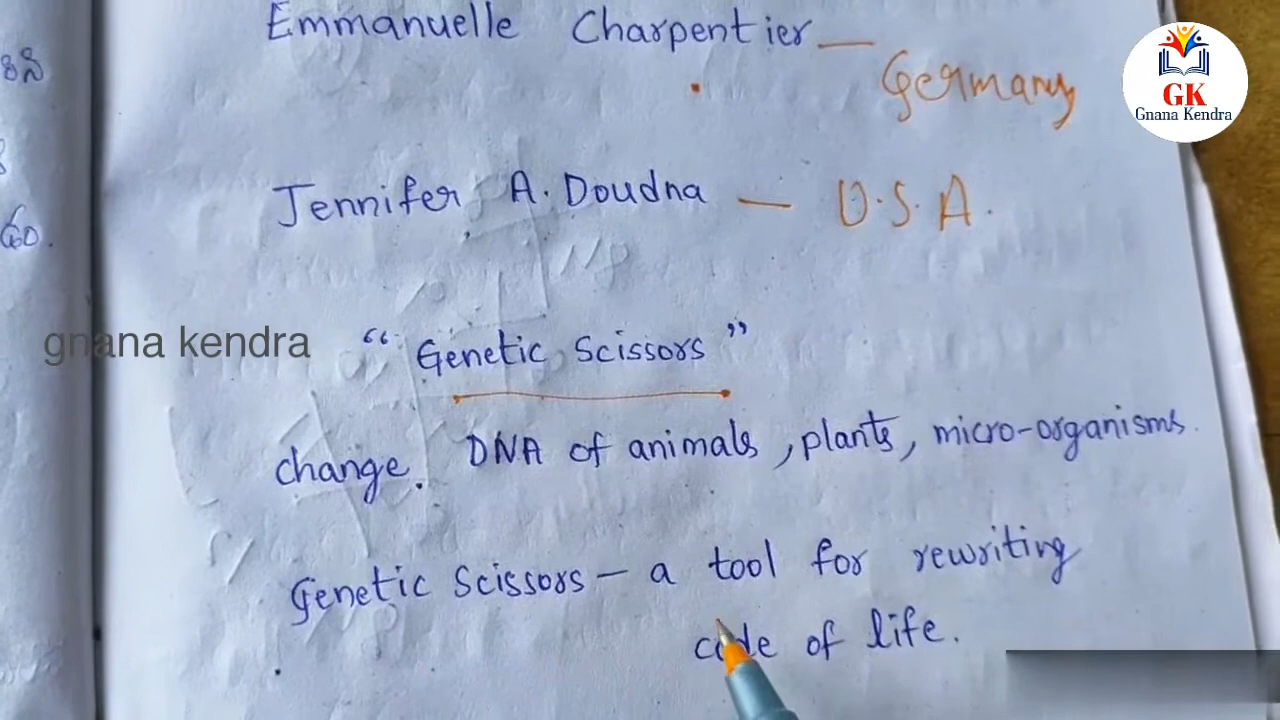 Emmanuelle Charpentier — Germany
GK
Gnana Kendra
Jennifer A. Doudna — U.S.A.
gnana kendra
“ Genetic Scissors ”
change DNA of animals, plants, micro-organisms.
Genetic Scissors — a tool for rewriting
code of life.